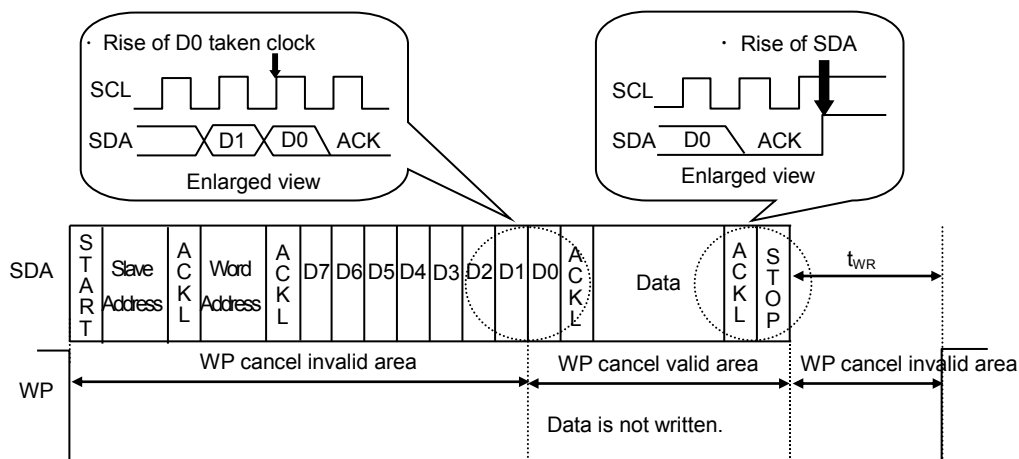 · Rise of D0 taken clock
SCL
SDA D1 D0 ACK
Enlarged view
· Rise of SDA
SCL
SDA D0 ACK
Enlarged view
SDA
START
Slave
Address
ACKL
Word
Address
ACKL
D7 D6 D5 D4 D3 D2 D1 D0
ACKL
Data
ACKL
STOP
tWR
WP
WP cancel invalid area
WP cancel valid area
WP cancel invalid area
Data is not written.